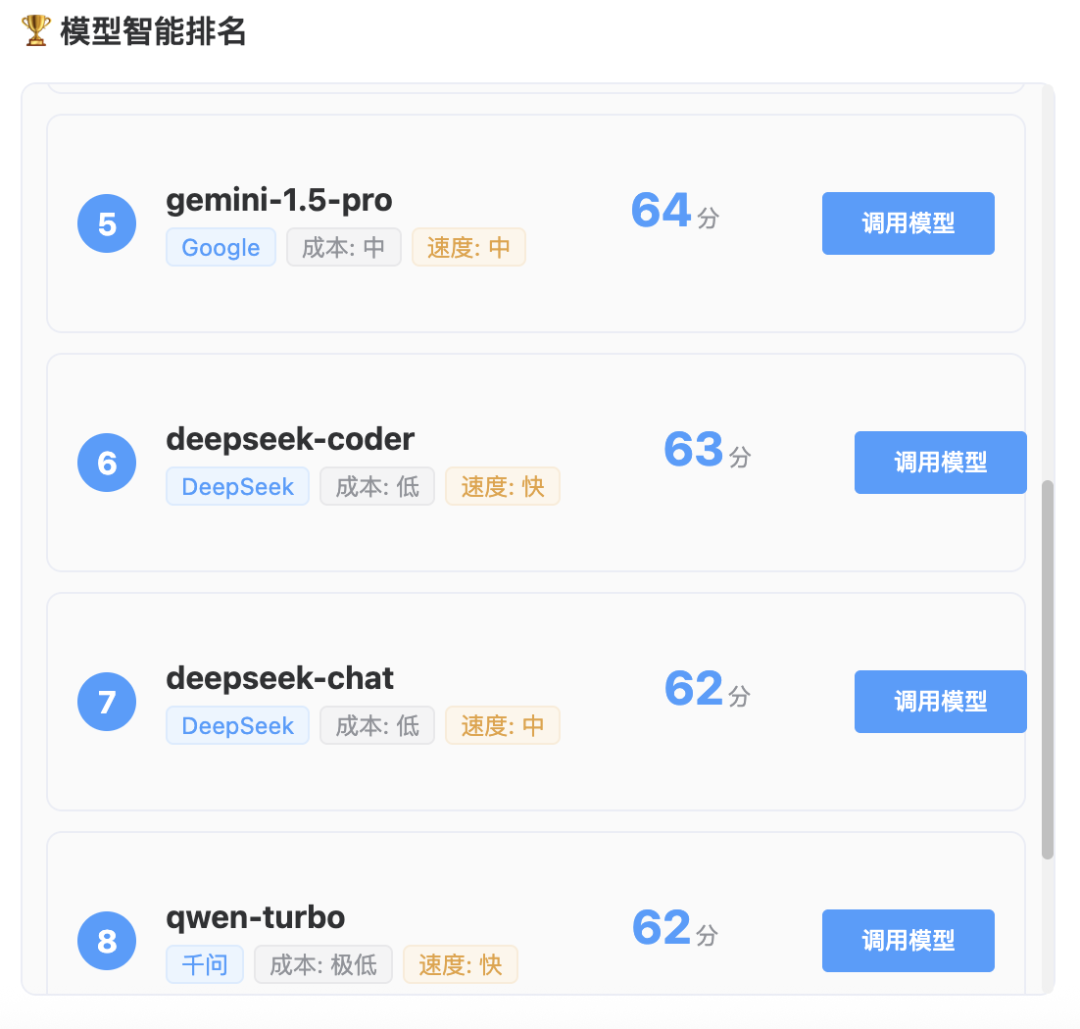 🏆 模型智能排名
5
gemini-1.5-pro
Google 成本: 中 速度: 中
64 分
调用模型
6
deepseek-coder
DeepSeek 成本: 低 速度: 快
63 分
调用模型
7
deepseek-chat
DeepSeek 成本: 低 速度: 中
62 分
调用模型
8
qwen-turbo
千问 成本: 极低 速度: 快
62 分
调用模型